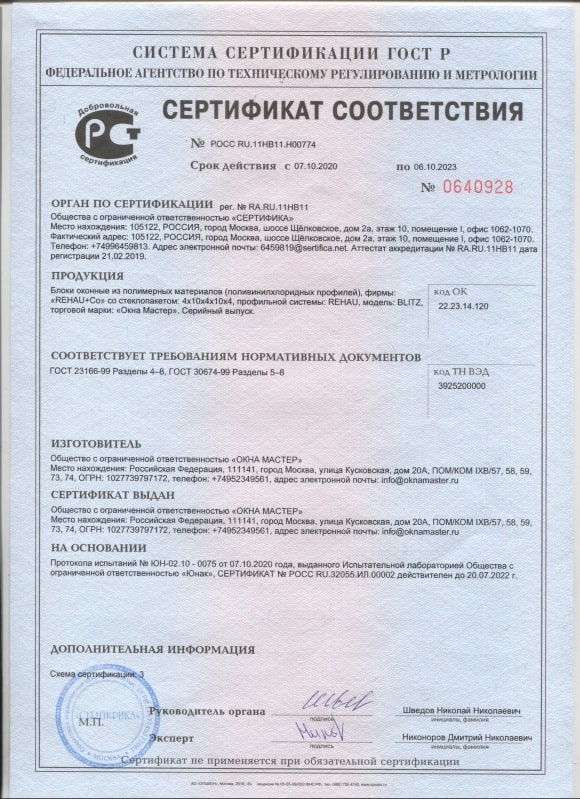 СИСТЕМА СЕРТИФИКАЦИИ ГОСТ Р
ФЕДЕРАЛЬНОЕ АГЕНТСТВО ПО ТЕХНИЧЕСКОМУ РЕГУЛИРОВАНИЮ И МЕТРОЛОГИИ
Добровольная
РСТ
сертификация
СЕРТИФИКАТ СООТВЕТСТВИЯ
№ РОСС RU.11НВ11.Н00774
Срок действия с 07.10.2020 по 06.10.2023
№ 0640928
ОРГАН ПО СЕРТИФИКАЦИИ рег. № RA.RU.11НВ11
Общества с ограниченной ответственностью «СЕРТИФИКА»
Место нахождения: 105122, РОССИЯ, город Москва, шоссе Щёлковское, дом 2а, этаж 10, помещение I, офис 1062-1070.
Фактический адрес: 105122, РОССИЯ, город Москва, шоссе Щёлковское, дом 2а, этаж 10, помещение I, офис 1062-1070.
Телефон: +74996459813. Адрес электронной почты: 6459819@sertifica.net. Аттестат аккредитации № RA.RU.11НВ11 дата
регистрации 21.02.2019.
ПРОДУКЦИЯ
Блоки оконные из полимерных материалов (поливинилхлоридных профилей), фирмы:
«REHAU+Co» со стеклопакетом: 4х10х4х10х4, профильной системы: REHAU, модель: BLITZ,
торговой марки: «Окна Мастер». Серийный выпуск.
код ОК
22.23.14.120
СООТВЕТСТВУЕТ ТРЕБОВАНИЯМ НОРМАТИВНЫХ ДОКУМЕНТОВ
ГОСТ 23166-99 Разделы 4–8, ГОСТ 30674-99 Разделы 5–8
код ТН ВЭД
3925200000
ИЗГОТОВИТЕЛЬ
Общество с ограниченной ответственностью «ОКНА МАСТЕР»
Место нахождения: Российская Федерация, 111141, город Москва, улица Кусковская, дом 20А, ПОМ/КОМ IXВ/57, 58, 59,
73, 74, ОГРН: 1027739797172, телефон: +74952349561, адрес электронной почты: info@oknamaster.ru
СЕРТИФИКАТ ВЫДАН
Общество с ограниченной ответственностью «ОКНА МАСТЕР»
Место нахождения: Российская Федерация, 111141, город Москва, улица Кусковская, дом 20А, ПОМ/КОМ IXВ/57, 58, 59,
73, 74, ОГРН: 1027739797172, телефон: +74952349561, адрес электронной почты: info@oknamaster.ru
НА ОСНОВАНИИ
Протокола испытаний № ЮН-02.10 - 0075 от 07.10.2020 года, выданного Испытательной лабораторией Общества с
ограниченной ответственностью «Юнак», СЕРТИФИКАТ № РОСС RU.32055.ИЛ.00002 действителен до 20.07.2022 г.
ДОПОЛНИТЕЛЬНАЯ ИНФОРМАЦИЯ
Схема сертификации: 3
«СЕРТИФИКА»
М.П.
Руководитель органа
подпись
Шведов Николай Николаевич
инициалы, фамилия
Эксперт
подпись
Никоноров Дмитрий Николаевич
инициалы, фамилия
Сертификат не применяется при обязательной сертификации